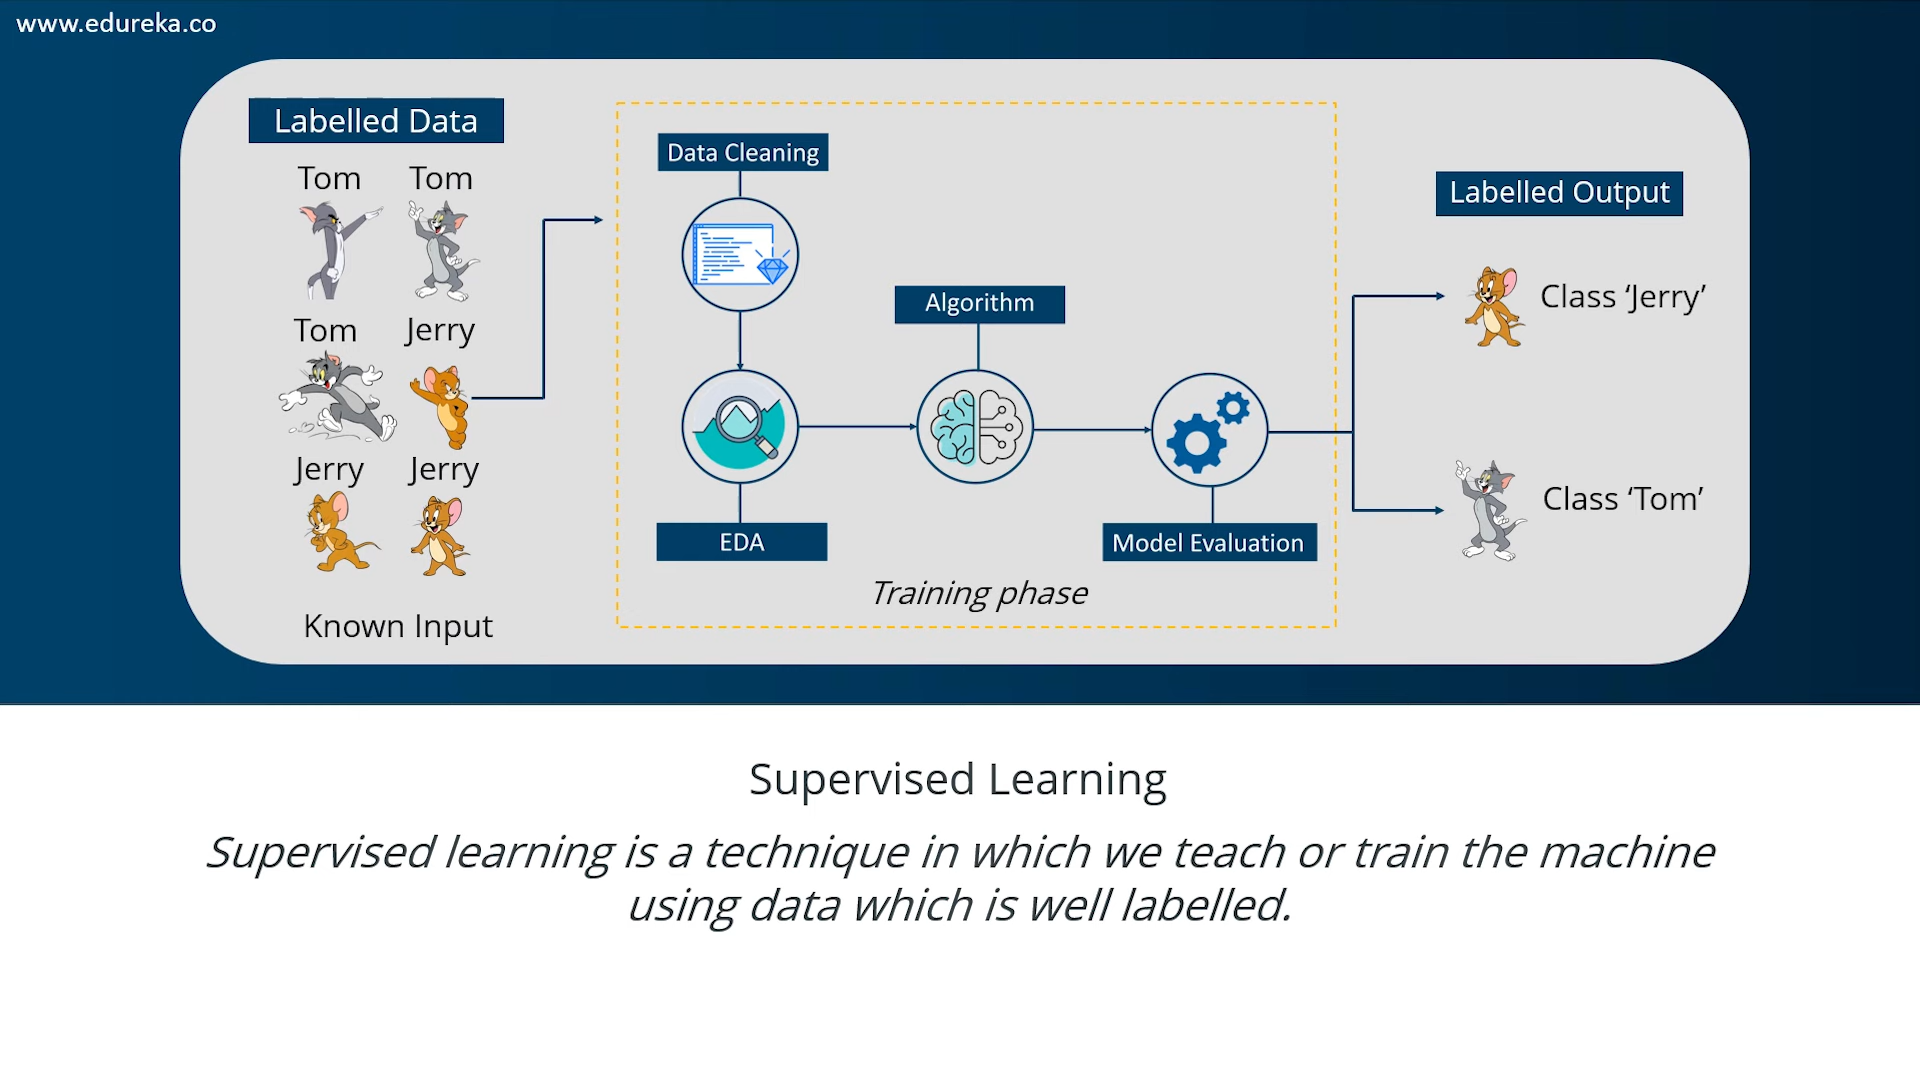 www.edureka.co
Labelled Data
Tom Tom
Tom Jerry
Jerry Jerry
Known Input
Data Cleaning
Algorithm
EDA
Model Evaluation
Training phase
Labelled Output
Class ‘Jerry’
Class ‘Tom’
Supervised Learning
Supervised learning is a technique in which we teach or train the machine
using data which is well labelled.